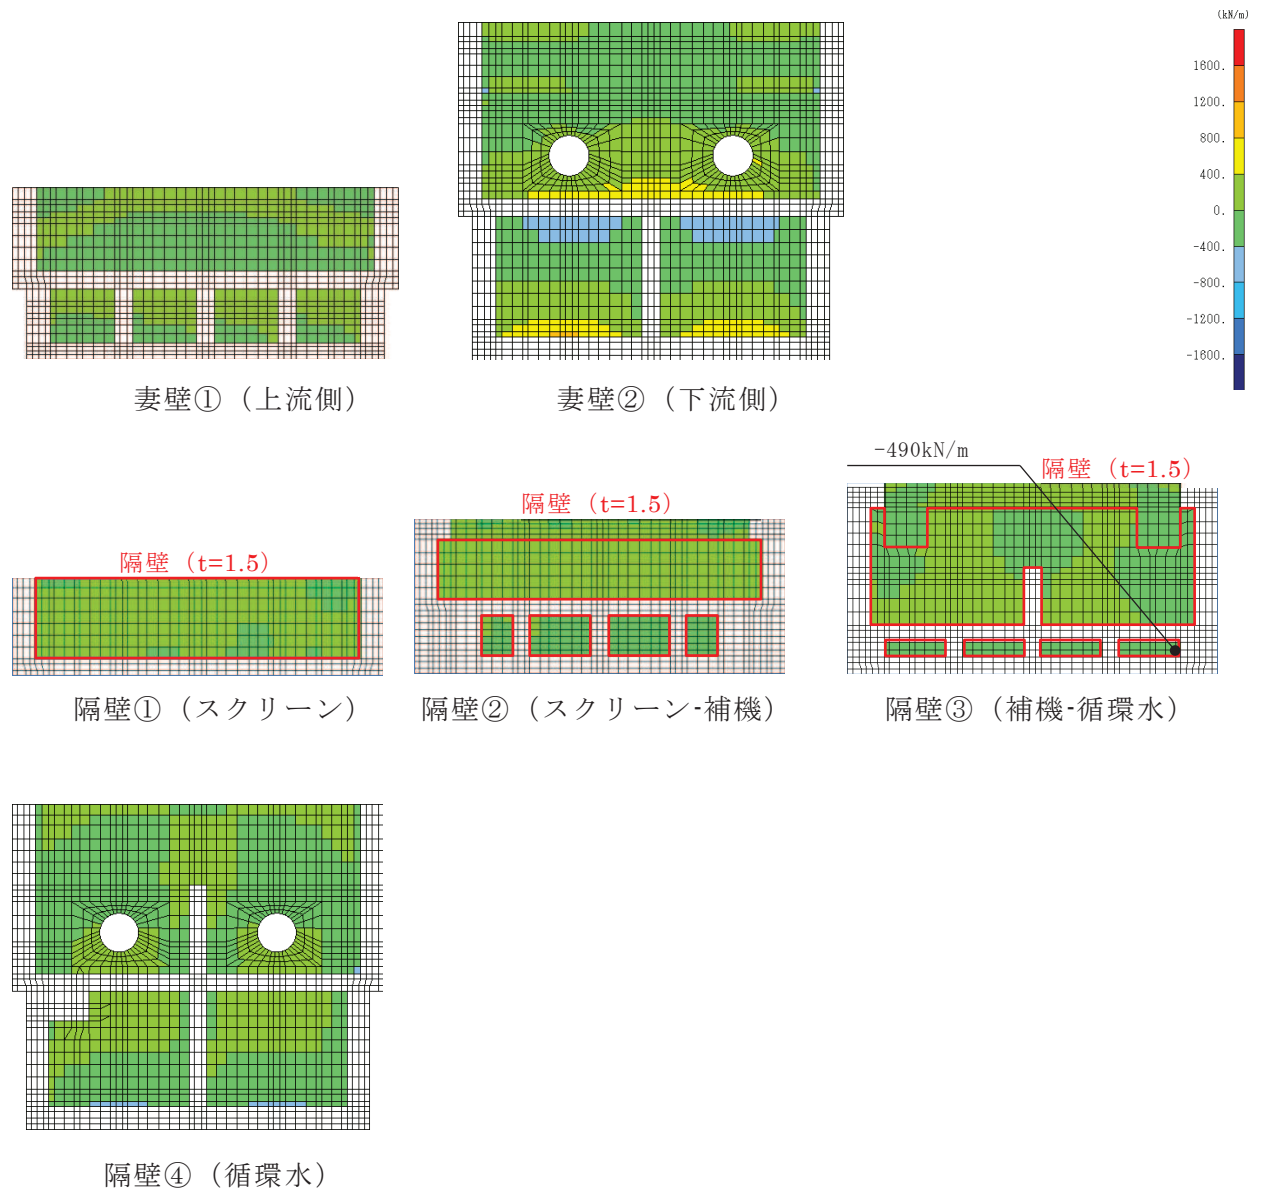 (kN/m)
1600.
1200.
800.
400.
0.
-400.
-800.
-1200.
-1600.
妻壁①（上流側）
妻壁②（下流側）
-490kN/m
隔壁（t=1.5）
隔壁（t=1.5）
隔壁（t=1.5）
隔壁①（スクリーン）
隔壁②（スクリーン-補機）
隔壁③（補機-循環水）
隔壁④（循環水）